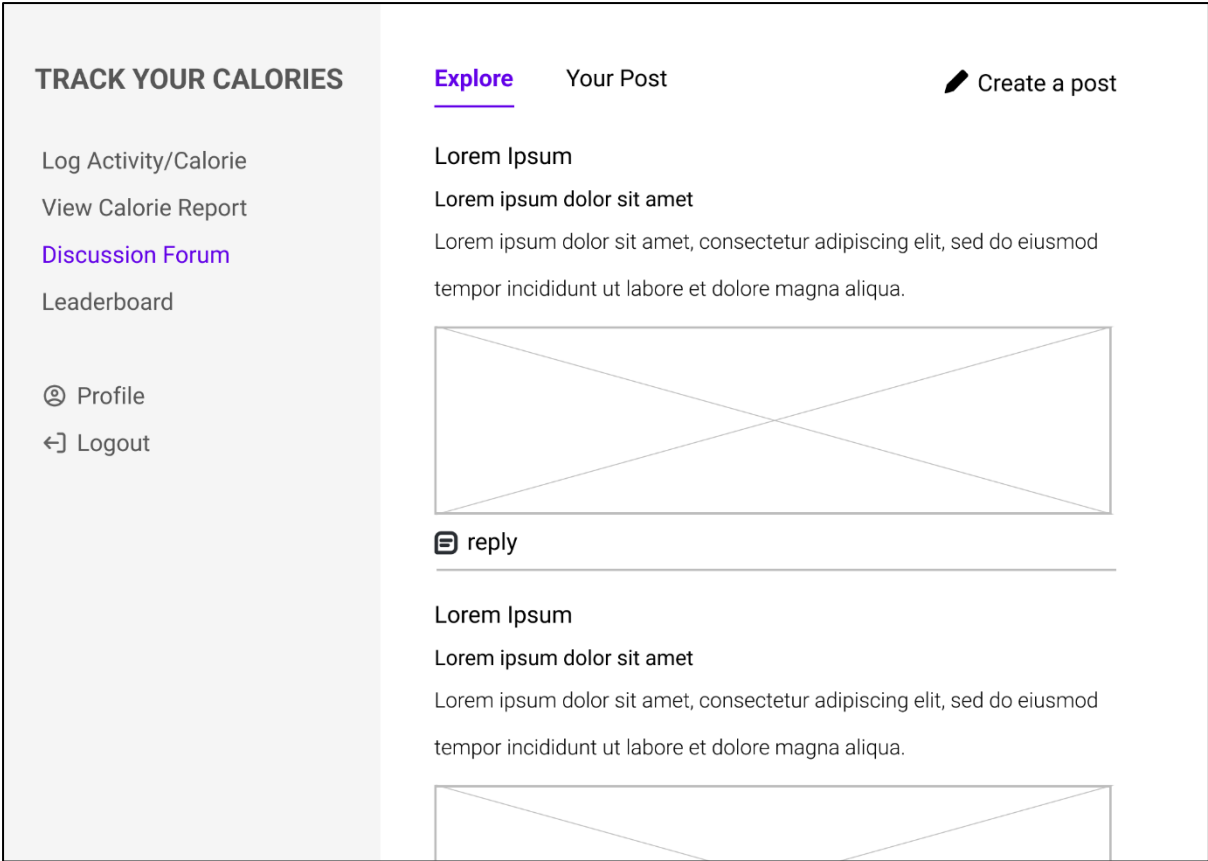 TRACK YOUR CALORIES
Log Activity/Calorie
View Calorie Report
Discussion Forum
Leaderboard
Profile
Logout
Explore
Your Post
Create a post
Lorem Ipsum
Lorem ipsum dolor sit amet
Lorem ipsum dolor sit amet, consectetur adipiscing elit, sed do eiusmod
tempor incididunt ut labore et dolore magna aliqua.
reply
Lorem Ipsum
Lorem ipsum dolor sit amet
Lorem ipsum dolor sit amet, consectetur adipiscing elit, sed do eiusmod
tempor incididunt ut labore et dolore magna aliqua.